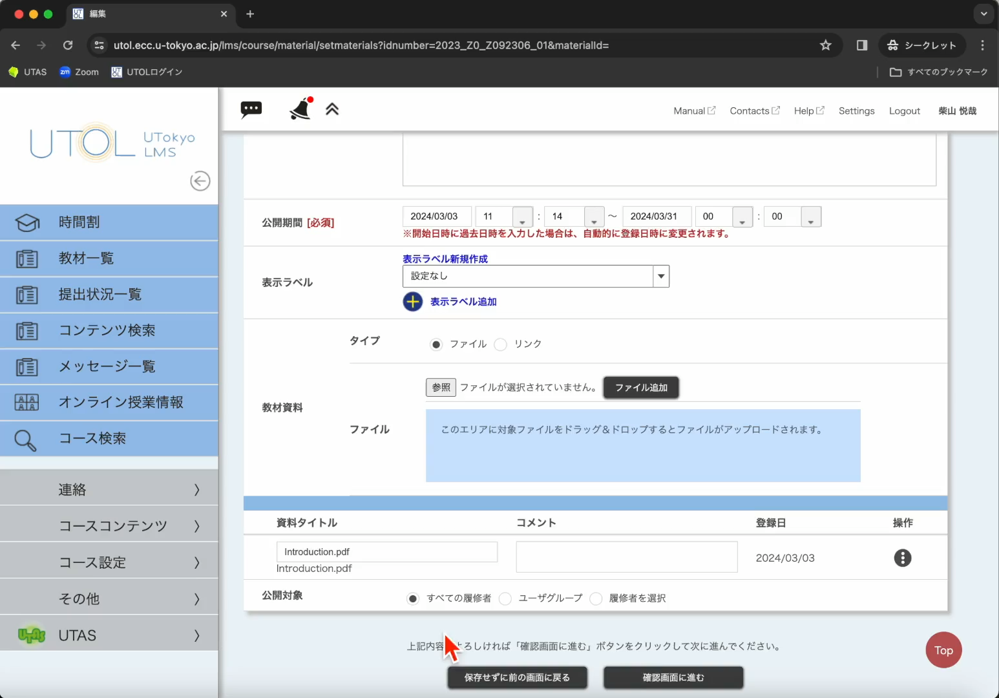 編集
utol.ecc.u-tokyo.ac.jp/lms/course/material/setmaterials?idnumber=2023_Z0_Z092306_01&materialId=
シークレット
UTAS
zm
Zoom
UTOLログイン
すべてのブックマーク
UTOL UTokyo LMS
Manual
Contacts
Help
Settings
Logout
柴山 悦哉
時間割
教材一覧
提出状況一覧
コンテンツ検索
メッセージ一覧
オンライン授業情報
コース検索
連絡
コースコンテンツ
コース設定
その他
UTAS
UTAS
公開期間 [必須]
2024/03/03 11 : 14 ～ 2024/03/31 00 : 00
※開始日時に過去日時を入力した場合は、自動的に登録日時に変更されます。
表示ラベル
表示ラベル新規作成
設定なし
表示ラベル追加
教材資料
タイプ
ファイル リンク
ファイル
参照 ファイルが選択されていません。 ファイル追加
このエリアに対象ファイルをドラッグ＆ドロップするとファイルがアップロードされます。
資料タイトル コメント 登録日 操作
Introduction.pdf
Introduction.pdf
2024/03/03
公開対象 すべての履修者 ユーザグループ 履修者を選択
上記内容 よろしければ「確認画面に進む」ボタンをクリックして次に進んでください。
保存せずに前の画面に戻る 確認画面に進む
Top